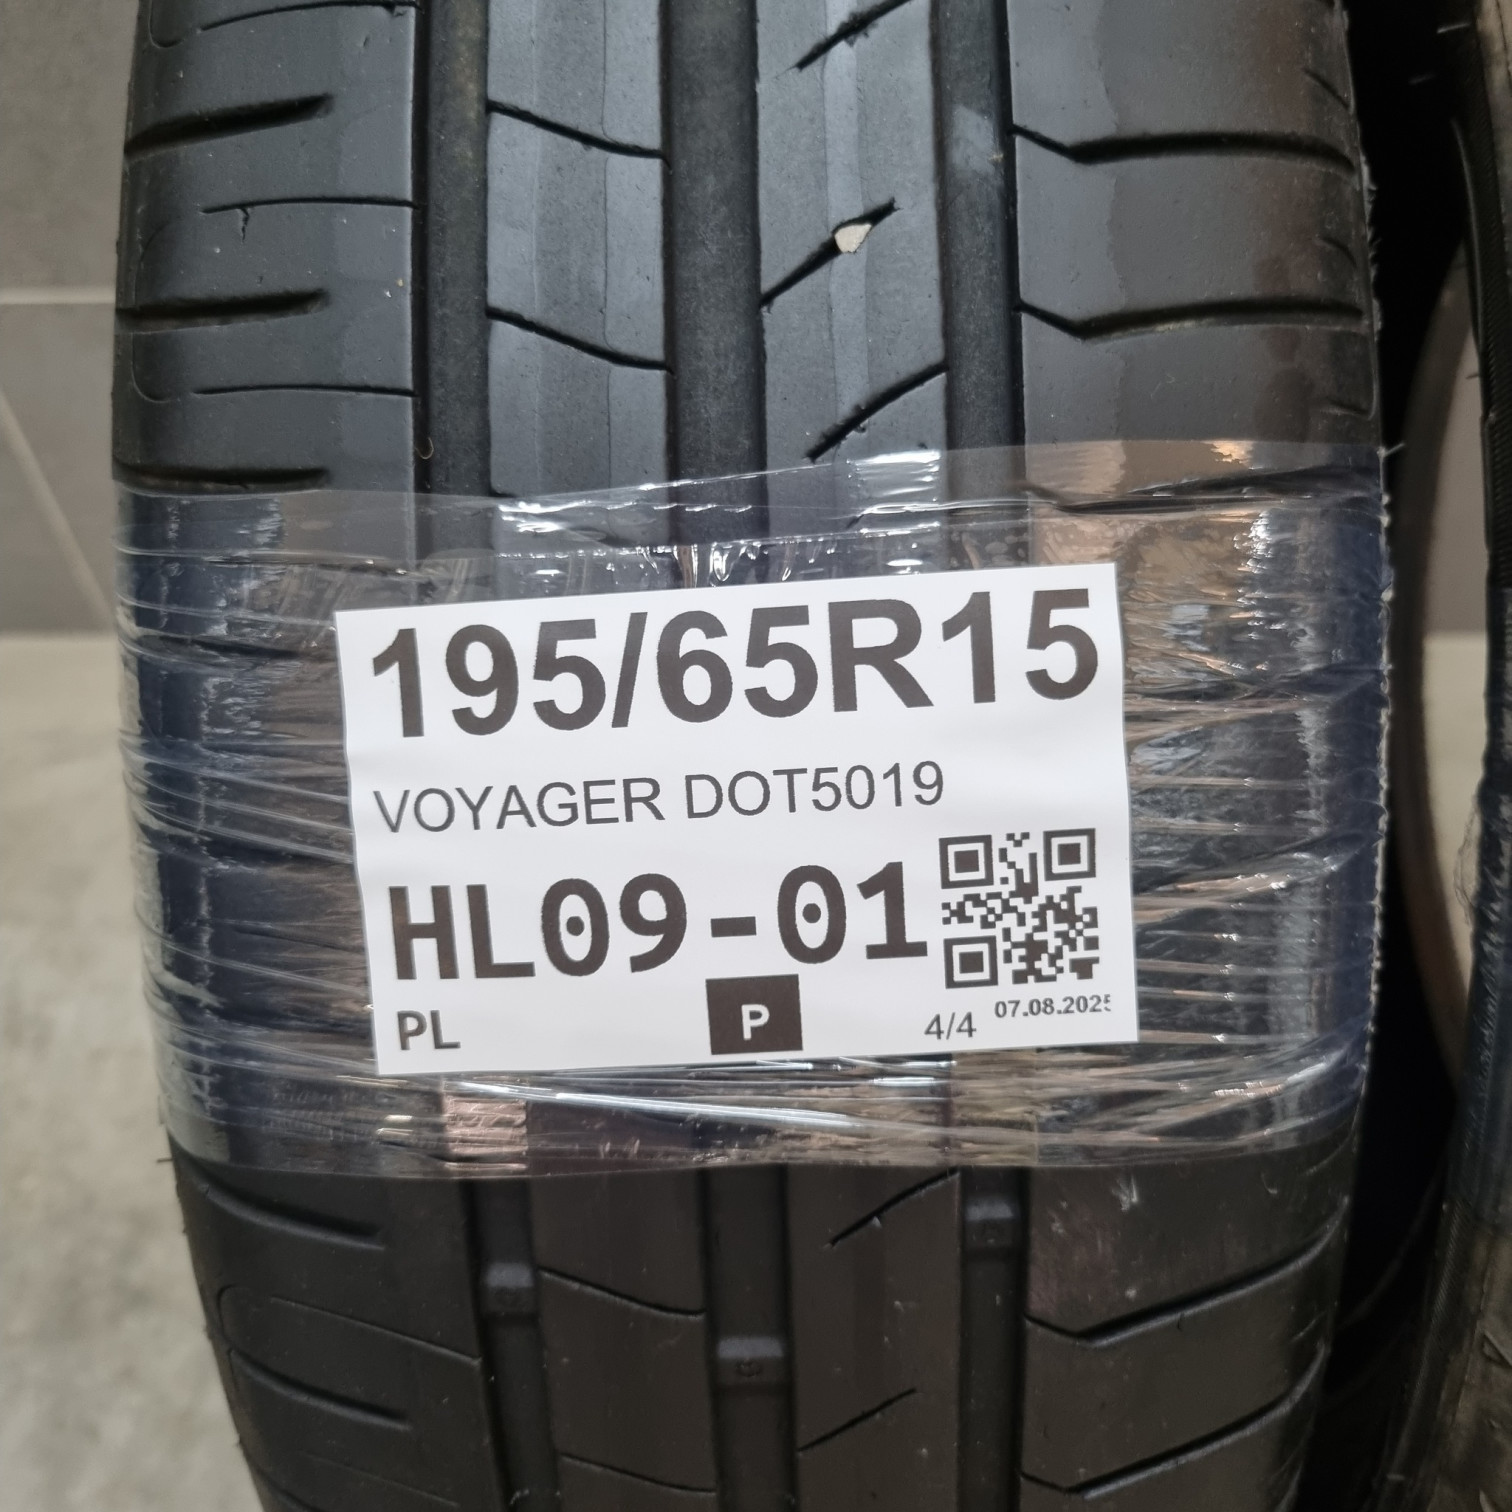 195/65R15
VOYAGER DOT5019
HL09-01
PL P 4/4 07.08.2025